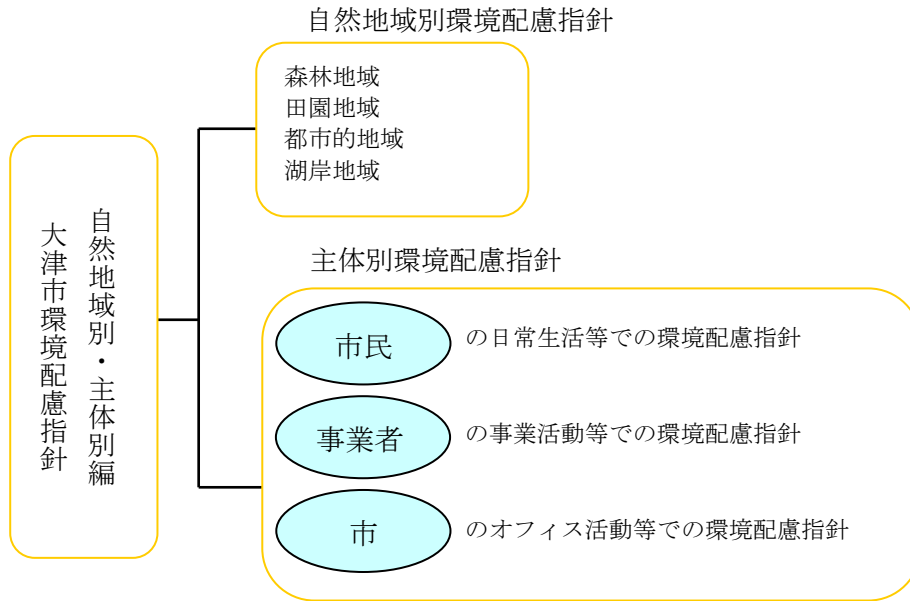 自然地域別環境配慮指針
森林地域
田園地域
都市的地域
湖岸地域
自然地域別・主体別編
大津市環境配慮指針
主体別環境配慮指針
市民 の日常生活等での環境配慮指針
事業者 の事業活動等での環境配慮指針
市 のオフィス活動等での環境配慮指針